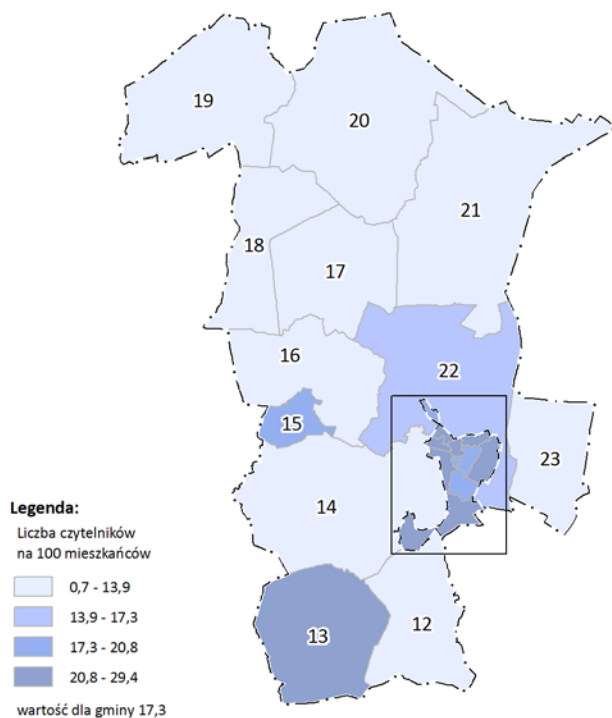 19
20
21
18
17
16
22
15
23
14
13
12
Legenda:
Liczba czytelników
na 100 mieszkańców
0,7 - 13,9
13,9 - 17,3
17,3 - 20,8
20,8 - 29,4
wartość dla gminy 17,3